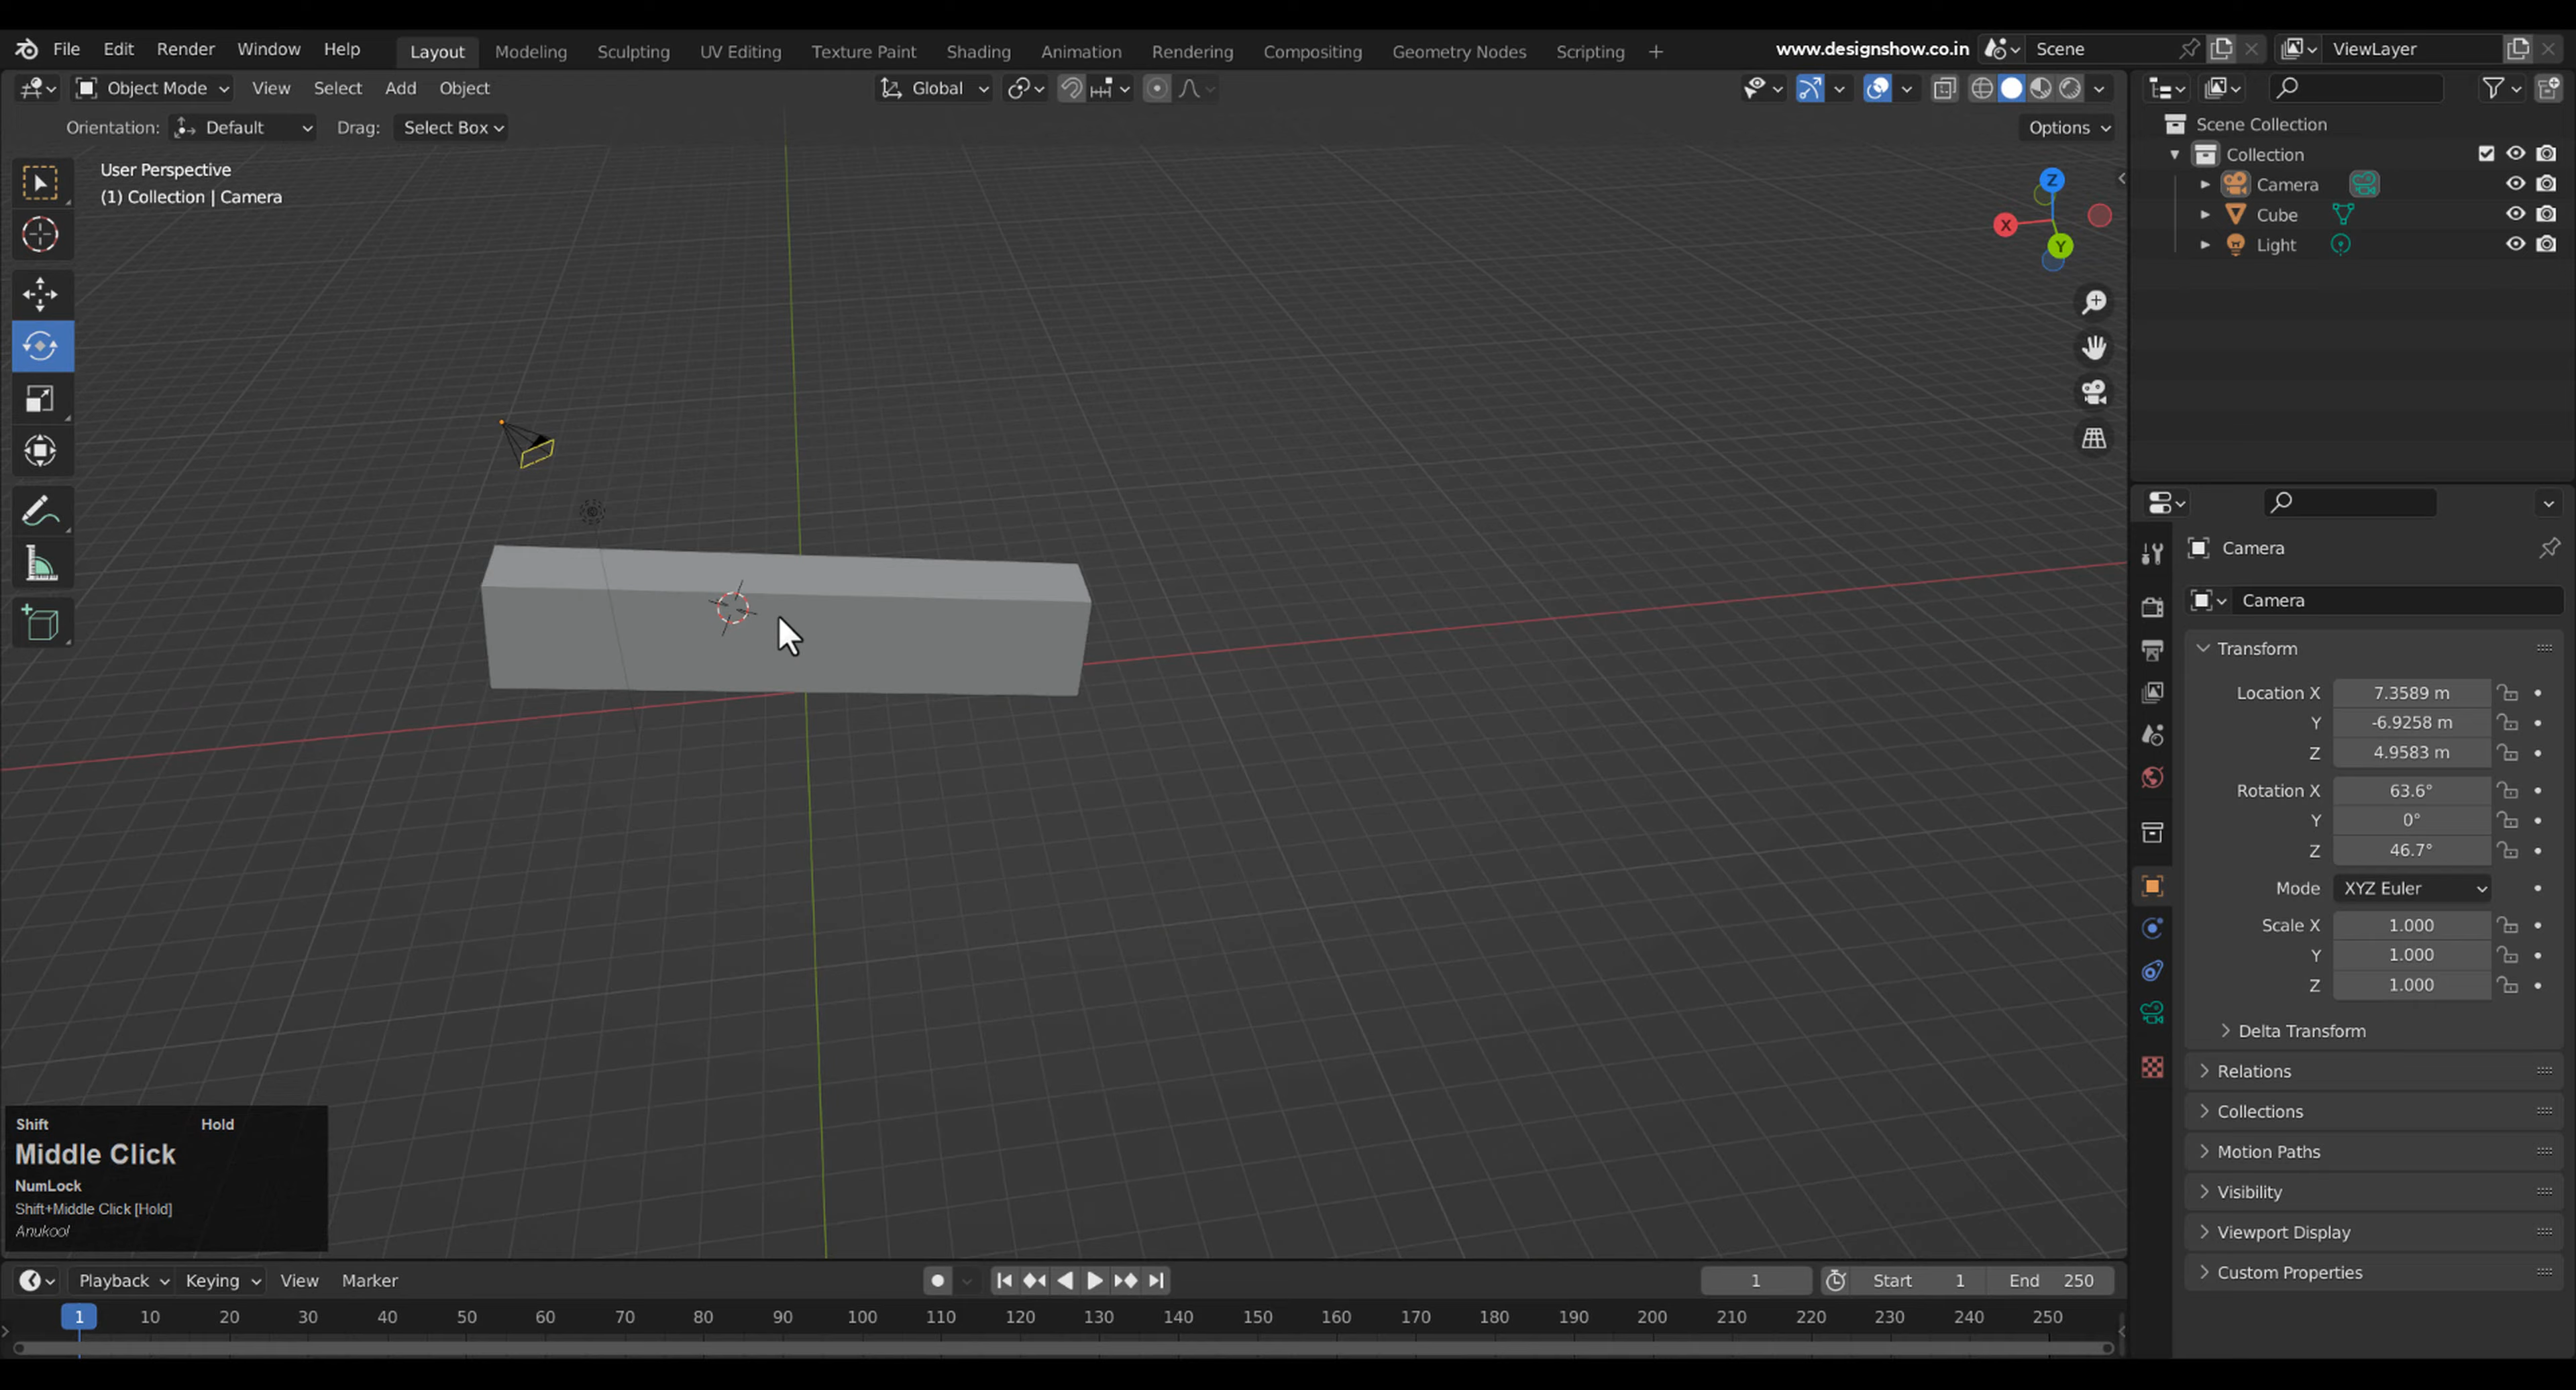 File Edit Render Window Help Layout Modeling Sculpting UV Editing Texture Paint Shading Animation Rendering Compositing Geometry Nodes Scripting + www.designshow.co.in Scene ViewLayer
Object Mode View Select Add Object Global
Orientation: Default Drag: Select Box Options
User Perspective
(1) Collection | Camera
Z
X
Y
Scene Collection
Collection
Camera
Cube
Light
Camera
Camera
Transform
Location X 7.3589 m
Y -6.9258 m
Z 4.9583 m
Rotation X 63.6°
Y 0°
Z 46.7°
Mode XYZ Euler
Scale X 1.000
Y 1.000
Z 1.000
Delta Transform
Relations
Collections
Motion Paths
Visibility
Viewport Display
Custom Properties
Shift Hold
Middle Click
NumLock
Shift+Middle Click [Hold]
Anukool
Playback Keying View Marker 1 Start 1 End 250
1 10 20 30 40 50 60 70 80 90 100 110 120 130 140 150 160 170 180 190 200 210 220 230 240 250